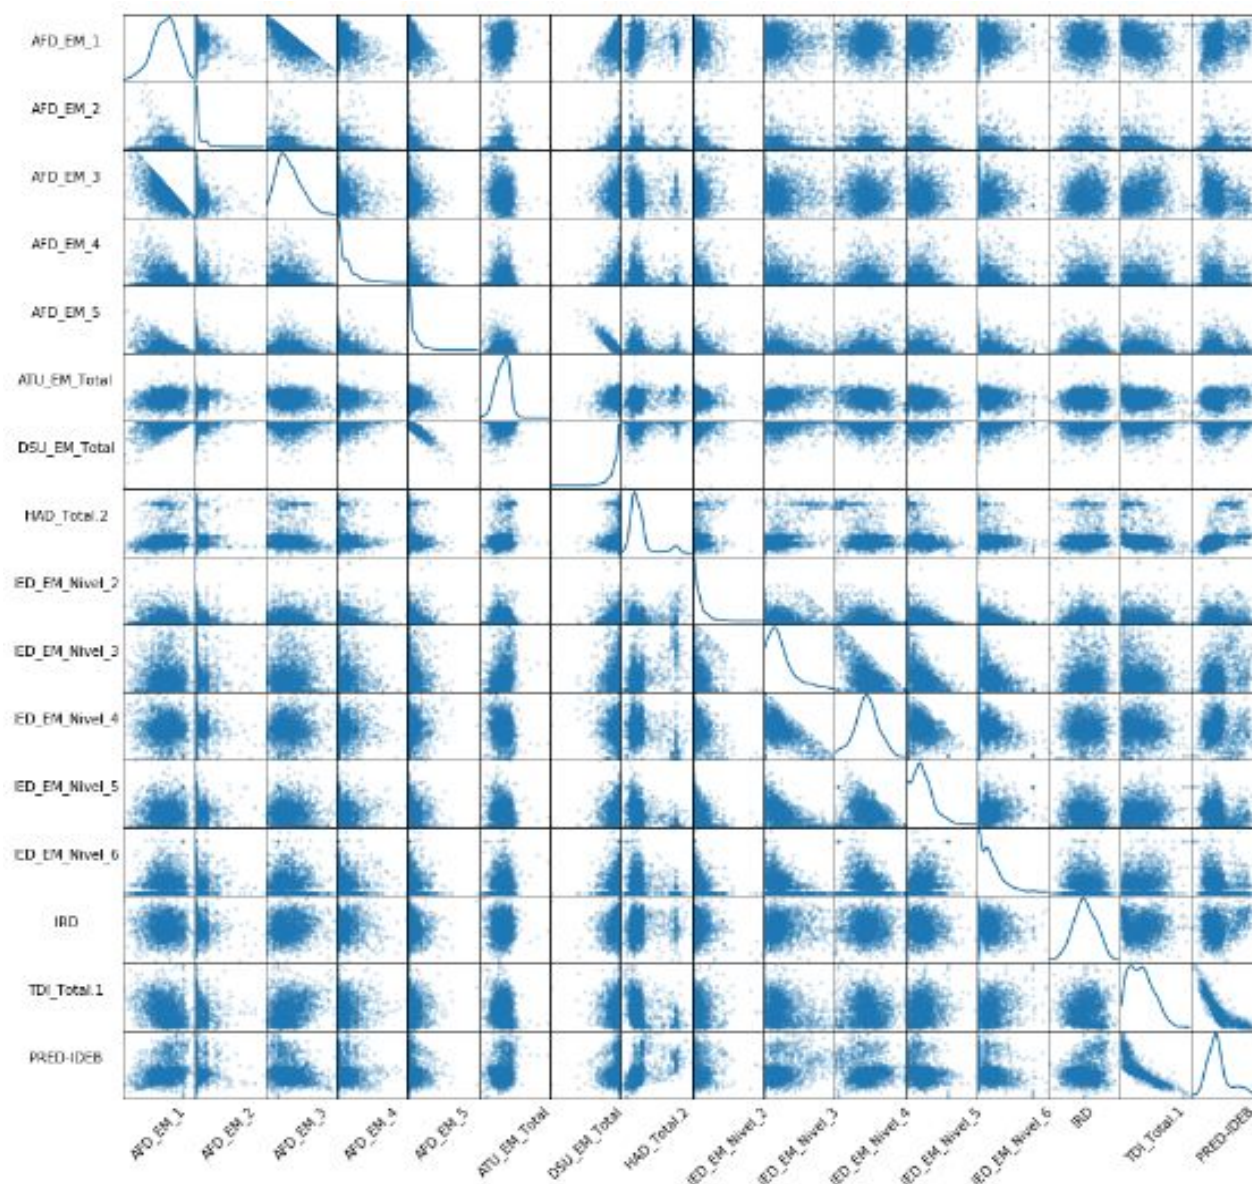 AFD_EM_1
AFD_EM_2
AFD_EM_3
AFD_EM_4
AFD_EM_5
ATU_EM_Total
DSU_EM_Total
HAD_Total.2
IED_EM_Nivel_2
IED_EM_Nivel_3
IED_EM_Nivel_4
IED_EM_Nivel_5
IED_EM_Nivel_6
IRD
TDI_Total.1
PRED-IDEB
AFD_EM_1
AFD_EM_2
AFD_EM_3
AFD_EM_4
AFD_EM_5
ATU_EM_Total
DSU_EM_Total
HAD_Total.2
IED_EM_Nivel_2
IED_EM_Nivel_3
IED_EM_Nivel_4
IED_EM_Nivel_5
IED_EM_Nivel_6
IRD
TDI_Total.1
PRED-IDEB